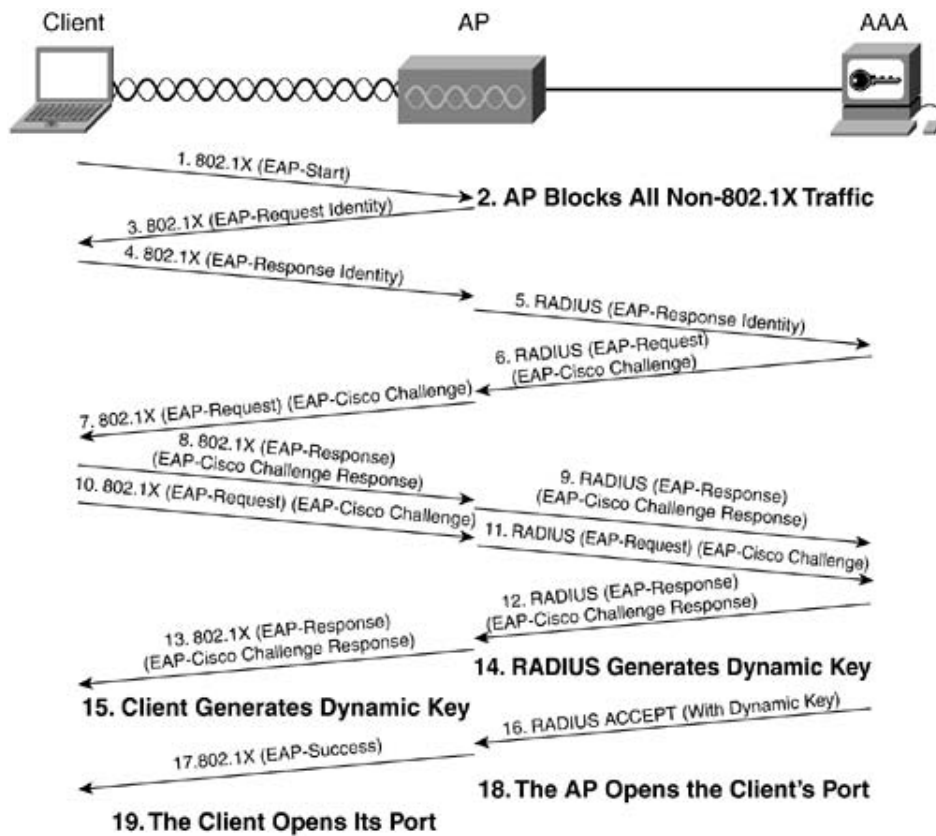 Client
AP
AAA
1. 802.1X (EAP-Start)
2. AP Blocks All Non-802.1X Traffic
3. 802.1X (EAP-Request Identity)
4. 802.1X (EAP-Response Identity)
5. RADIUS (EAP-Response Identity)
6. RADIUS (EAP-Request)
(EAP-Cisco Challenge)
7. 802.1X (EAP-Request) (EAP-Cisco Challenge)
8. 802.1X (EAP-Response)
(EAP-Cisco Challenge Response)
9. RADIUS (EAP-Response)
(EAP-Cisco Challenge Response)
10. 802.1X (EAP-Request) (EAP-Cisco Challenge)
11. RADIUS (EAP-Request) (EAP-Cisco Challenge)
12. RADIUS (EAP-Response)
(EAP-Cisco Challenge Response)
13. 802.1X (EAP-Response)
(EAP-Cisco Challenge Response)
14. RADIUS Generates Dynamic Key
15. Client Generates Dynamic Key
16. RADIUS ACCEPT (With Dynamic Key)
17.802.1X (EAP-Success)
18. The AP Opens the Client's Port
19. The Client Opens Its Port